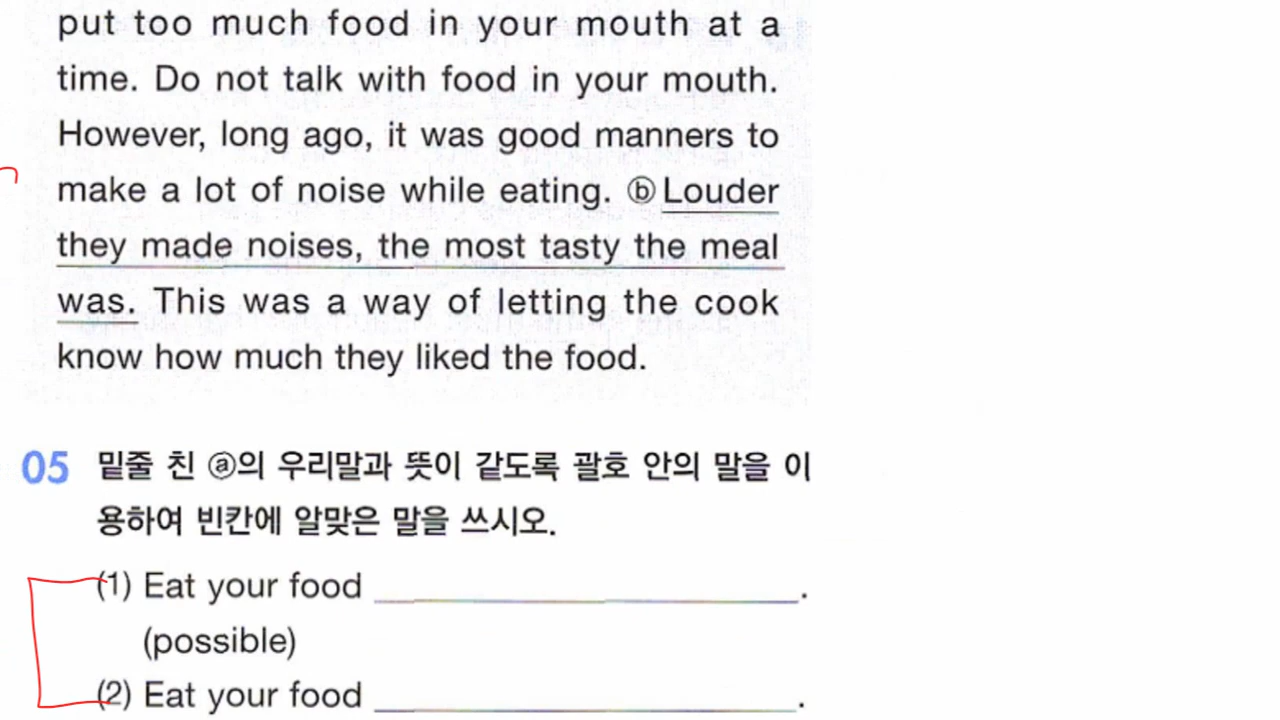 put too much food in your mouth at a
time. Do not talk with food in your mouth.
However, long ago, it was good manners to
make a lot of noise while eating. ⓑ Louder
they made noises, the most tasty the meal
was. This was a way of letting the cook
know how much they liked the food.
05 밑줄 친 ⓐ의 우리말과 뜻이 같도록 괄호 안의 말을 이
용하여 빈칸에 알맞은 말을 쓰시오.
(1) Eat your food ______________________.
(possible)
(2) Eat your food ______________________.